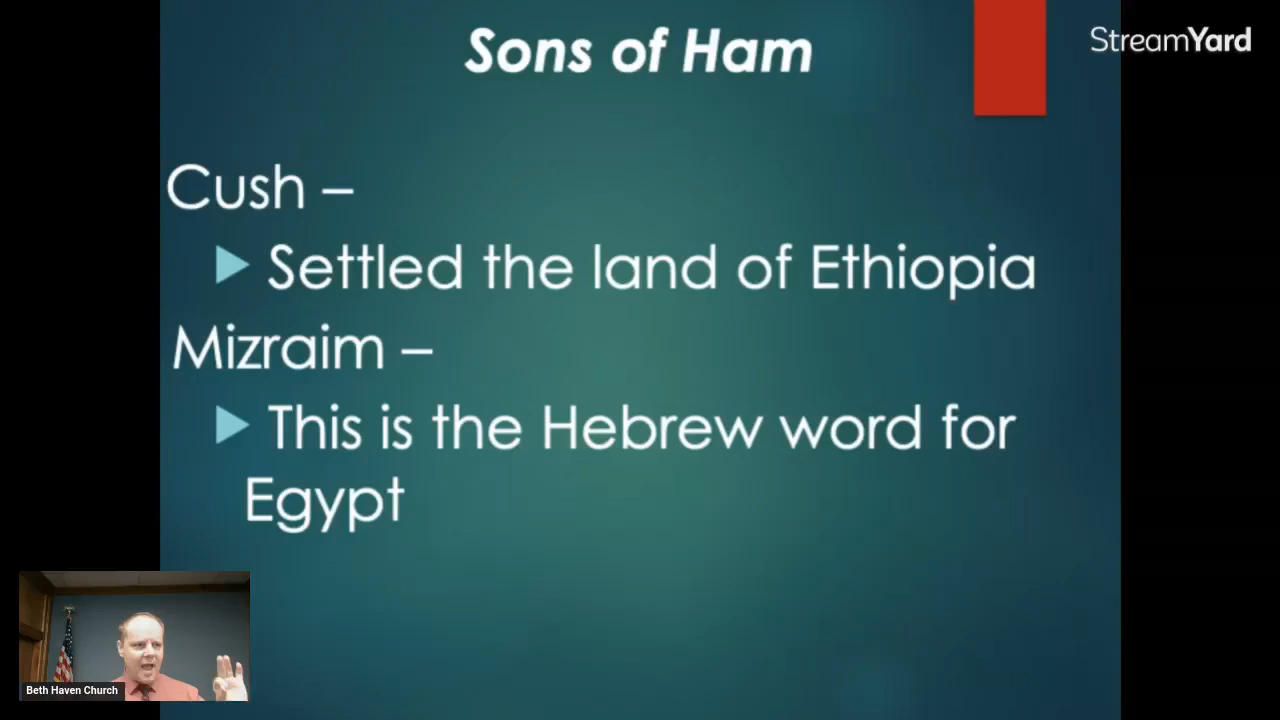 Sons of Ham
StreamYard
Cush –
Settled the land of Ethiopia
Mizraim –
This is the Hebrew word for
Egypt
Beth Haven Church